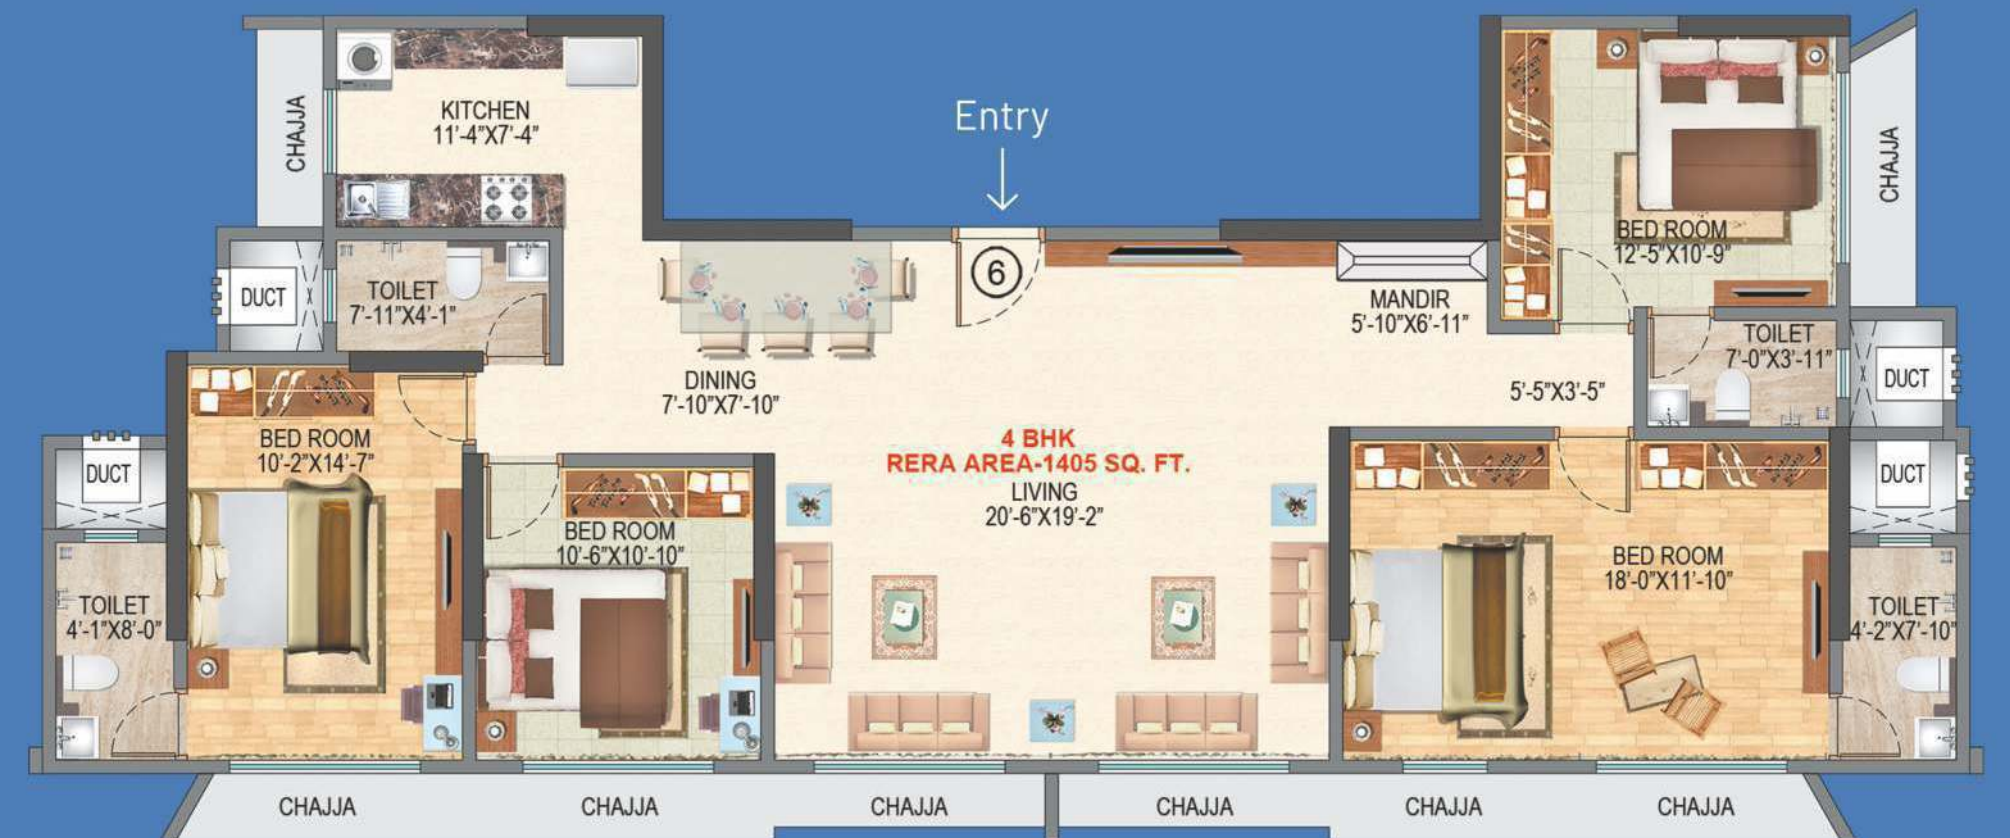 CHAJJA
KITCHEN
11'-4"X7'-4"
Entry
6
BED ROOM
12'-5"X10'-9"
CHAJJA
DUCT
TOILET
7'-11"X4'-1"
MANDIR
5'-10"X6'-11"
TOILET
7'-0"X3'-11"
DUCT
DINING
7'-10"X7'-10"
5'-5"X3'-5"
BED ROOM
10'-2"X14'-7"
4 BHK
RERA AREA-1405 SQ. FT.
LIVING
20'-6"X19'-2"
DUCT
DUCT
BED ROOM
10'-6"X10'-10"
BED ROOM
18'-0"X11'-10"
TOILET
4'-1"X8'-0"
TOILET
4'-2"X7'-10"
CHAJJA
CHAJJA
CHAJJA
CHAJJA
CHAJJA
CHAJJA